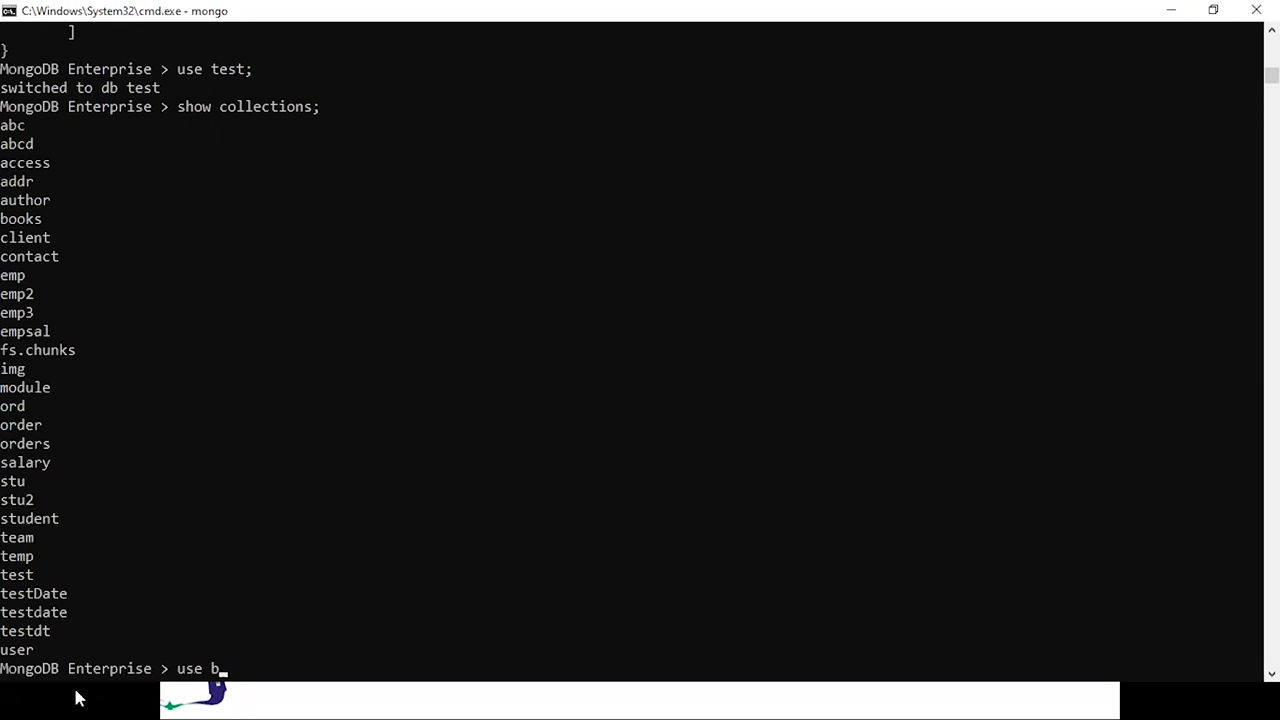 C:\Windows\System32\cmd.exe - mongo
]
}
MongoDB Enterprise > use test;
switched to db test
MongoDB Enterprise > show collections;
abc
abcd
access
addr
author
books
client
contact
emp
emp2
emp3
empsal
fs.chunks
img
module
ord
order
orders
salary
stu
stu2
student
team
temp
test
testDate
testdate
testdt
user
MongoDB Enterprise > use b